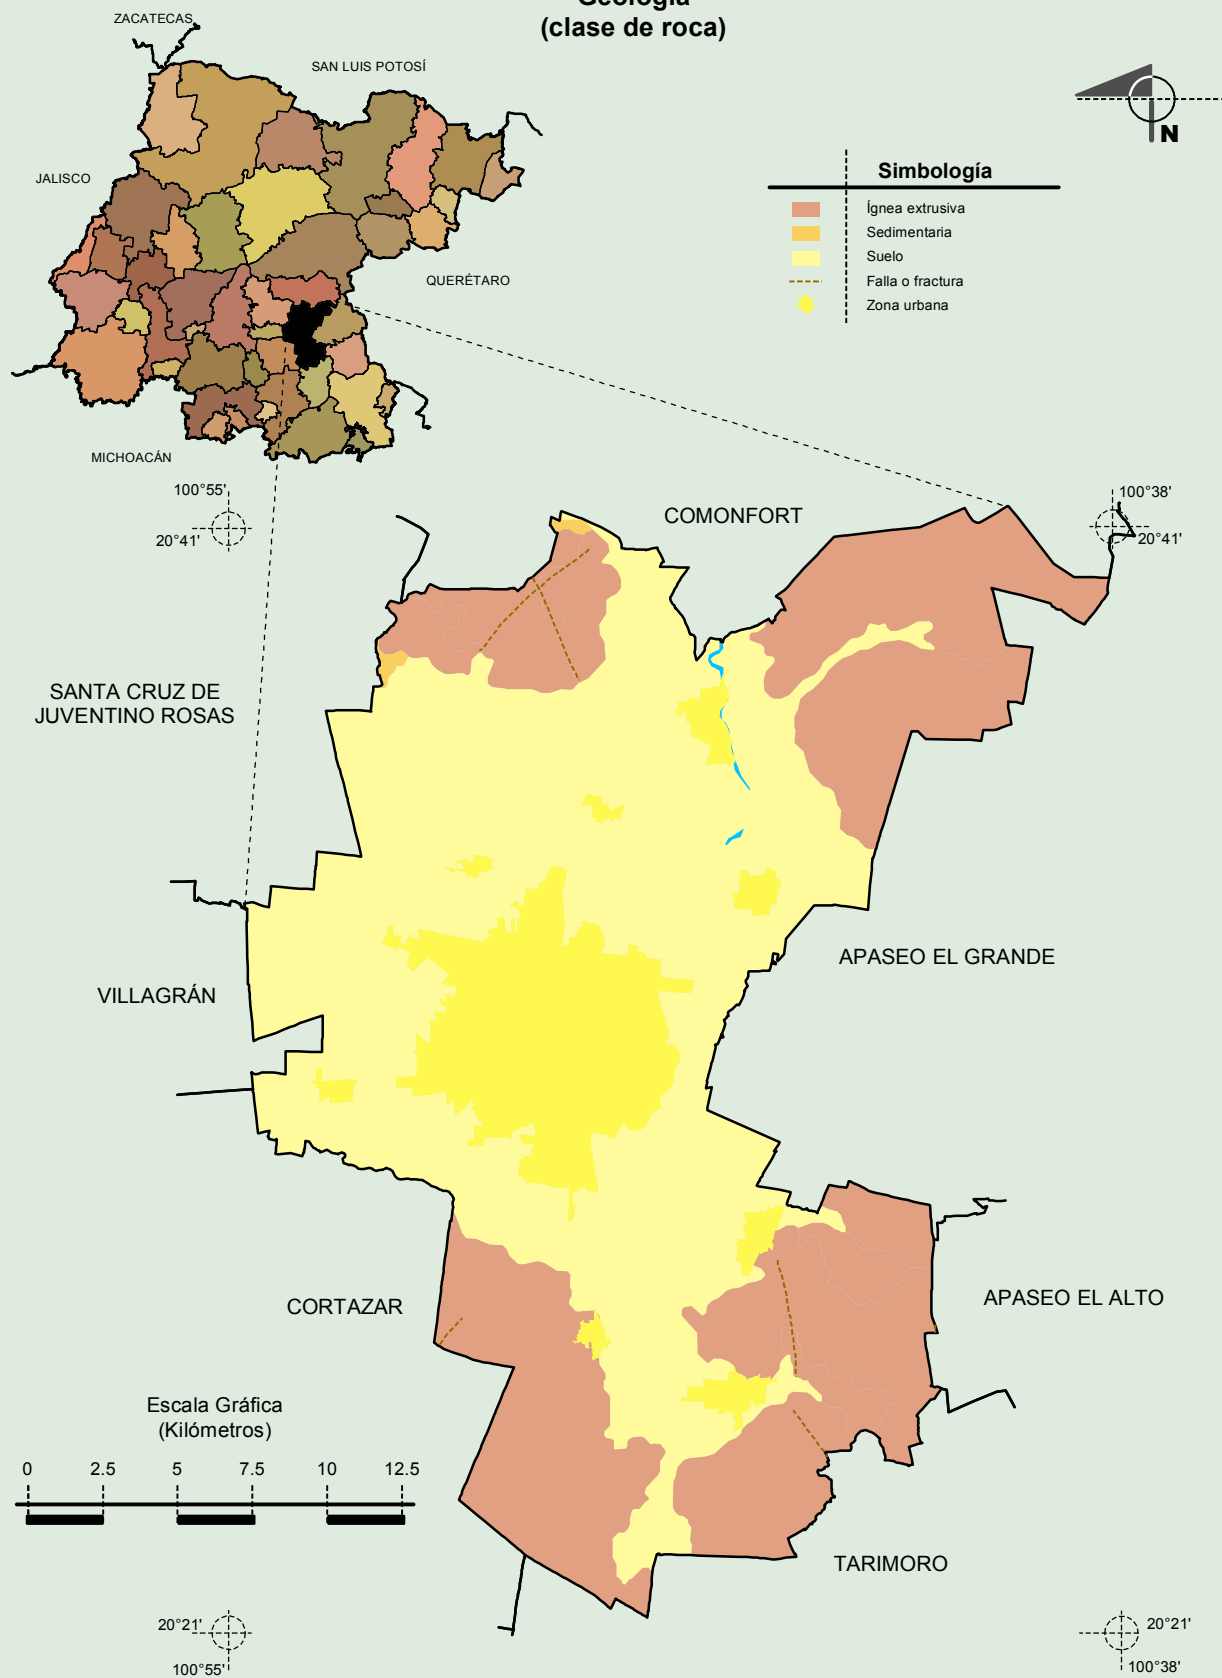 Geología
(clase de roca)
ZACATECAS
SAN LUIS POTOSÍ
JALISCO
QUERÉTARO
MICHOACÁN
N
Simbología
Ígnea extrusiva
Sedimentaria
Suelo
Falla o fractura
Zona urbana
100°55'
20°41'
100°38'
20°41'
COMONFORT
SANTA CRUZ DE
JUVENTINO ROSAS
APASEO EL GRANDE
VILLAGRÁN
CORTAZAR
APASEO EL ALTO
Escala Gráfica
(Kilómetros)
0 2.5 5 7.5 10 12.5
TARIMORO
20°21'
100°55'
20°21'
100°38'